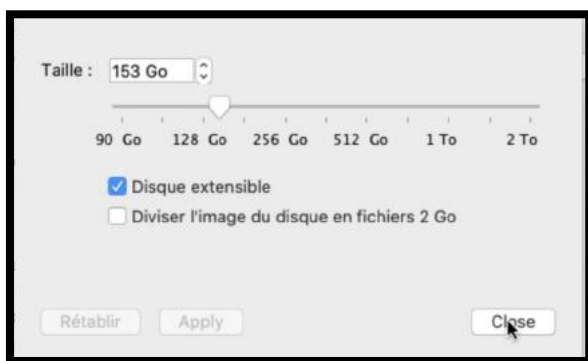 Taille : 153 Go
90 Go 128 Go 256 Go 512 Go 1 To 2 To
Disque extensible
Diviser l'image du disque en fichiers 2 Go
Rétablir Apply Close